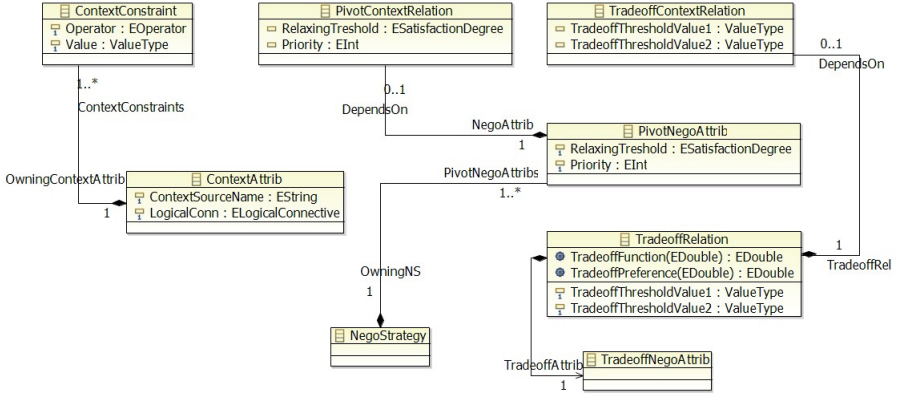 ContextConstraint
Operator : EOperator
Value : ValueType
PivotContextRelation
RelaxingTreshold : ESatisfactionDegree
Priority : EInt
TradeoffContextRelation
TradeoffThresholdValue1 : ValueType
TradeoffThresholdValue2 : ValueType
1..*
ContextConstraints
0..1
DependsOn
0..1
DependsOn
NegoAttrib
1
PivotNegoAttrib
RelaxingTreshold : ESatisfactionDegree
Priority : EInt
OwningContextAttrib
1
ContextAttrib
ContextSourceName : EString
LogicalConn : ELogicalConnective
PivotNegoAttribs
1..*
TradeoffRelation
TradeoffFunction(EDouble) : EDouble
TradeoffPreference(EDouble) : EDouble
TradeoffThresholdValue1 : ValueType
TradeoffThresholdValue2 : ValueType
1
TradeoffRel
OwningNS
1
NegoStrategy
TradeoffAttrib
1
TradeoffNegoAttrib